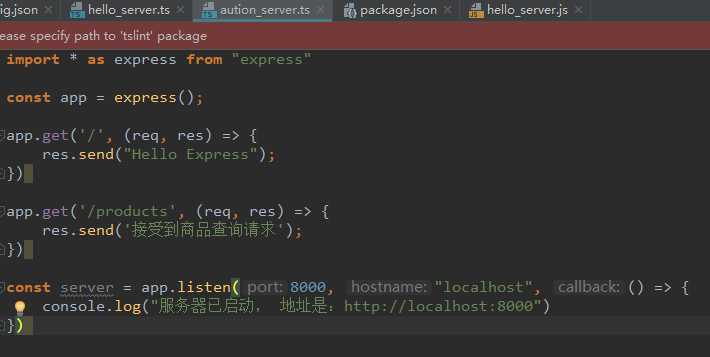 ig.json × hello_server.ts × aution_server.ts × package.json × hello_server.js ×
ease specify path to 'tslint' package
import * as express from "express"
const app = express();
app.get('/', (req, res) => {
res.send("Hello Express");
})
app.get('/products', (req, res) => {
res.send('接受到商品查询请求');
})
const server = app.listen( port: 8000, hostname: "localhost", callback: () => {
console.log("服务器已启动， 地址是：http://localhost:8000")
})